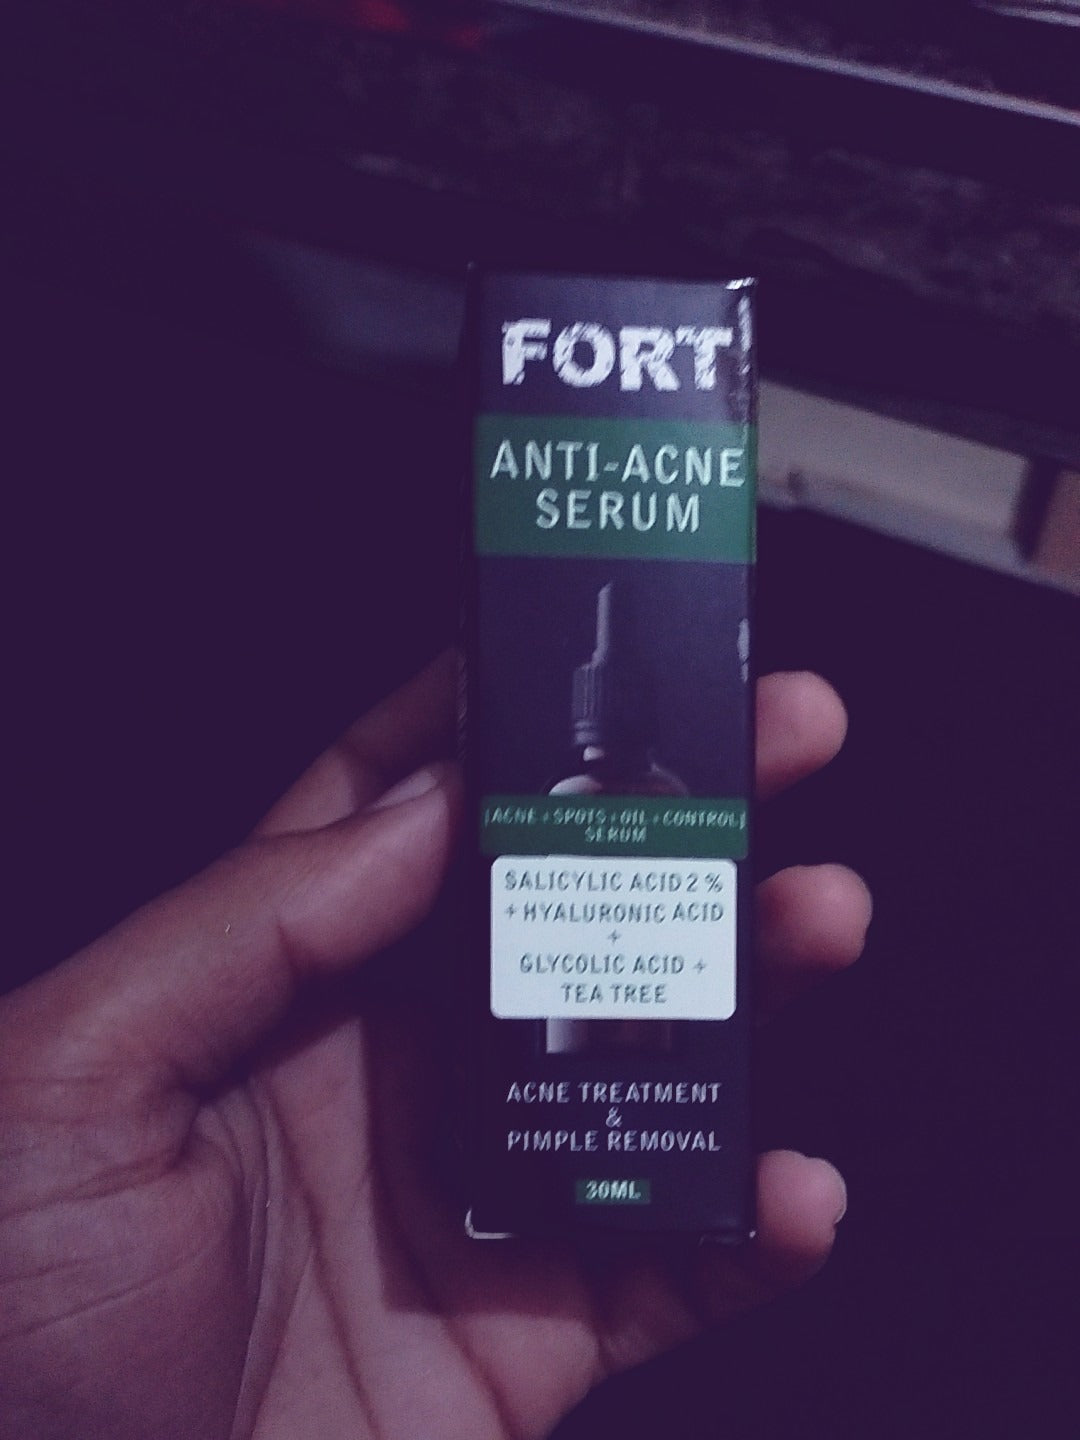 FORT
ANTI-ACNE
SERUM
(ACNE + SPOTS + OIL + CONTROL)
SERUM
SALICYLIC ACID 2 %
+ HYALURONIC ACID
+
GLYCOLIC ACID +
TEA TREE
ACNE TREATMENT
&
PIMPLE REMOVAL
30ML